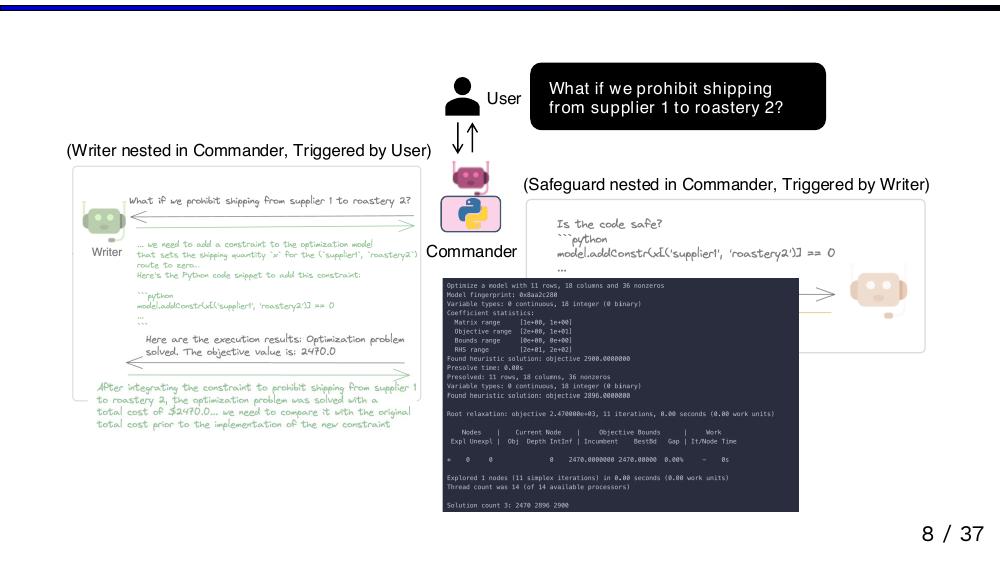 User
What if we prohibit shipping
from supplier 1 to roastery 2?
(Writer nested in Commander, Triggered by User)
What if we prohibit shipping from supplier 1 to roastery 2?
Writer
... we need to add a constraint to the optimization model
that sets the shipping quantity `x` for the ('supplier1', 'roastery2')
route to zero...
Here's the Python code snippet to add this constraint:
```python
model.addConstr(x[('supplier1', 'roastery2')] == 0
...
```
Here are the execution results: Optimization problem
solved. The objective value is: 2470.0
After integrating the constraint to prohibit shipping from supplier 1
to roastery 2, the optimization problem was solved with a
total cost of $2470.0... we need to compare it with the original
total cost prior to the implementation of the new constraint
Commander
(Safeguard nested in Commander, Triggered by Writer)
Is the code safe?
```python
model.addConstr(x[('supplier1', 'roastery2')] == 0
...
Optimize a model with 11 rows, 18 columns and 36 nonzeros
Model fingerprint: 0x8aa2c280
Variable types: 0 continuous, 18 integer (0 binary)
Coefficient statistics:
Matrix range [1e+00, 1e+00]
Objective range [2e+00, 1e+01]
Bounds range [0e+00, 0e+00]
RHS range [2e+01, 2e+02]
Found heuristic solution: objective 2900.0000000
Presolve time: 0.00s
Presolved: 11 rows, 18 columns, 36 nonzeros
Variable types: 0 continuous, 18 integer (0 binary)
Found heuristic solution: objective 2896.0000000
Root relaxation: objective 2.470000e+03, 11 iterations, 0.00 seconds (0.00 work units)
Nodes | Current Node | Objective Bounds | Work
Expl Unexpl | Obj Depth IntInf | Incumbent BestBd Gap | It/Node Time
* 0 0 0 2470.0000000 2470.00000 0.00% - 0s
Explored 1 nodes (11 simplex iterations) in 0.00 seconds (0.00 work units)
Thread count was 14 (of 14 available processors)
Solution count 3: 2470 2896 2900
8 / 37